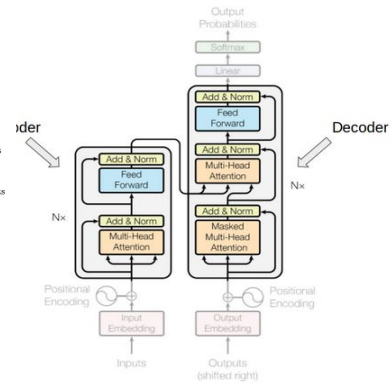 Output
Probabilities
Softmax
Linear
Add & Norm
Feed
Forward
Add & Norm
Multi-Head
Attention
Add & Norm
Masked
Multi-Head
Attention
N×
Decoder
oder
Add & Norm
Feed
Forward
Add & Norm
Multi-Head
Attention
N×
Positional
Encoding
Positional
Encoding
Input
Embedding
Output
Embedding
Inputs
Outputs
(shifted right)